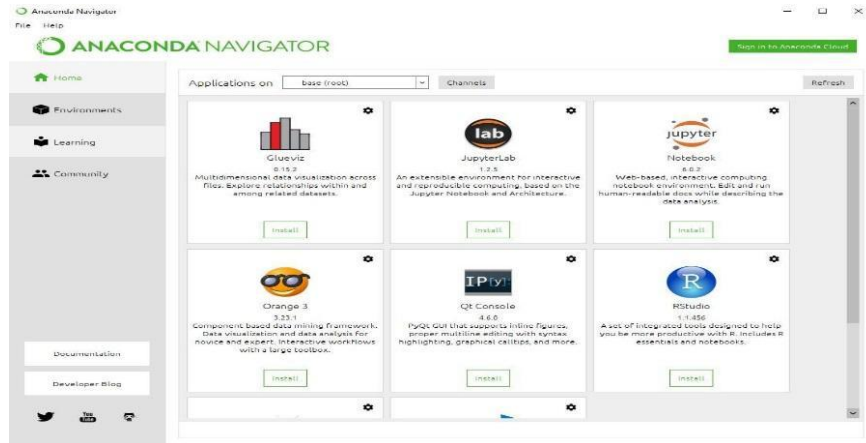 Anaconda Navigator
File Help
ANACONDA NAVIGATOR
Sign in to Anaconda Cloud
Home
Environments
Learning
Community
Documentation
Developer Blog
You
Tube
Applications on base (root) Channels Refresh
Glueviz
0.15.2
Multidimensional data visualization across
files. Explore relationships within and
among related datasets.
Install
lab
JupyterLab
1.2.5
An extensible environment for interactive
and reproducible computing, based on the
Jupyter Notebook and Architecture.
Install
jupyter
Notebook
6.0.2
Web-based, interactive computing
notebook environment. Edit and run
human-readable docs while describing the
data analysis.
Install
Orange 3
3.23.1
Component based data mining framework.
Data visualization and data analysis for
novice and expert. Interactive workflows
with a large toolbox.
Install
IP[y]:
Qt Console
4.6.0
PyQt GUI that supports inline figures,
proper multiline editing with syntax
highlighting, graphical calltips, and more.
Install
R
RStudio
1.1.456
A set of integrated tools designed to help
you be more productive with R. Includes R
essentials and notebooks.
Install